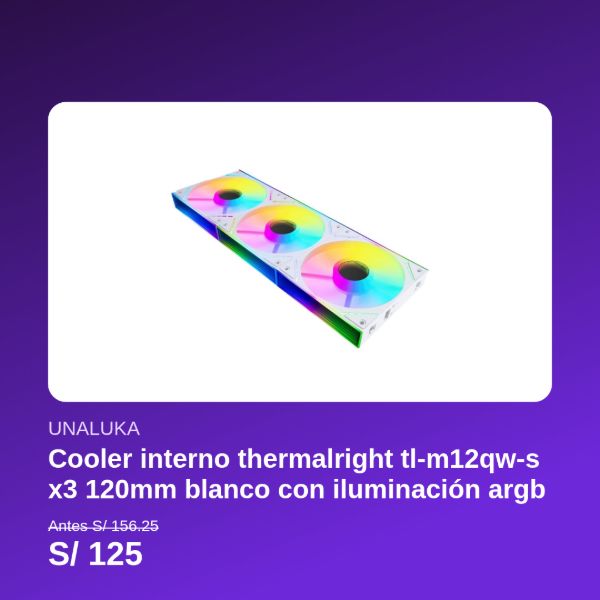 UNALUKA
Cooler interno thermalright tl-m12qw-s
x3 120mm blanco con iluminación argb
Antes S/ 156.25
S/ 125